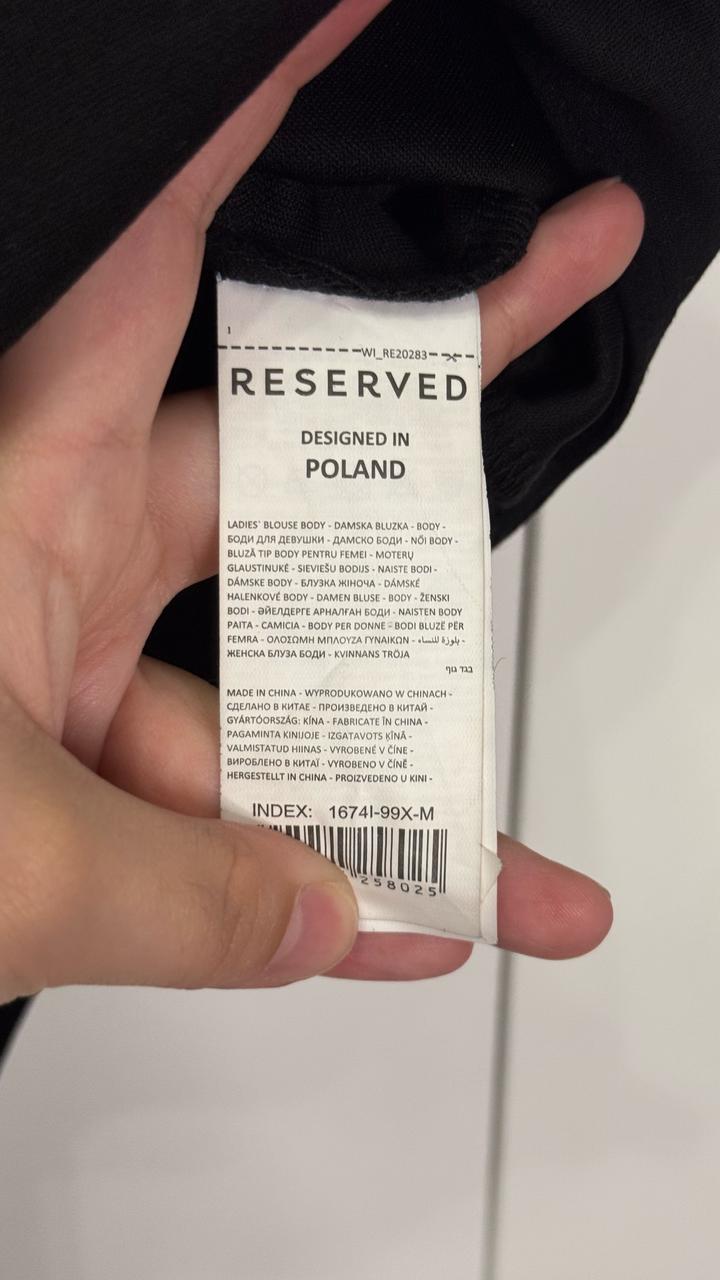 1
WI_RE20283
RESERVED
DESIGNED IN
POLAND
LADIES` BLOUSE BODY - DAMSKA BLUZKA - BODY -
БОДИ ДЛЯ ДЕВУШКИ - ДАМСКО БОДИ - NŐI BODY -
BLUZĂ TIP BODY PENTRU FEMEI - MOTERŲ
GLAUSTINUKĖ - SIEVIEŠU BODIJS - NAISTE BODI -
DÁMSKE BODY - БЛУЗКА ЖІНОЧА - DÁMSKÉ
HALENKOVÉ BODY - DAMEN BLUSE - BODY - ŽENSKI
BODI - ӘЙЕЛДЕРГЕ АРНАЛҒАН БОДИ - NAISTEN BODY
PAITA - CAMICIA - BODY PER DONNE - BODI BLUZË PËR
FEMRA - ΟΛΟΣΩΜΗ ΜΠΛΟΥΖΑ ΓΥΝΑΙΚΩΝ - بلوزة للنساء -
ЖЕНСКА БЛУЗА БОДИ - KVINNANS TRÖJA
בגד גוף
MADE IN CHINA - WYPRODUKOWANO W CHINACH -
СДЕЛАНО В КИТАЕ - ПРОИЗВЕДЕНО В КИТАЙ -
GYÁRTÓORSZÁG: KÍNA - FABRICATE ÎN CHINA -
PAGAMINTA KINIJOJE - IZGATAVOTS ĶĪNĀ -
VALMISTATUD HIINAS - VYROBENÉ V ČÍNE -
ВИРОБЛЕНО В КИТАЇ - VYROBENO V ČÍNĚ -
HERGESTELLT IN CHINA - PROIZVEDENO U KINI -
INDEX: 1674I-99X-M
258025